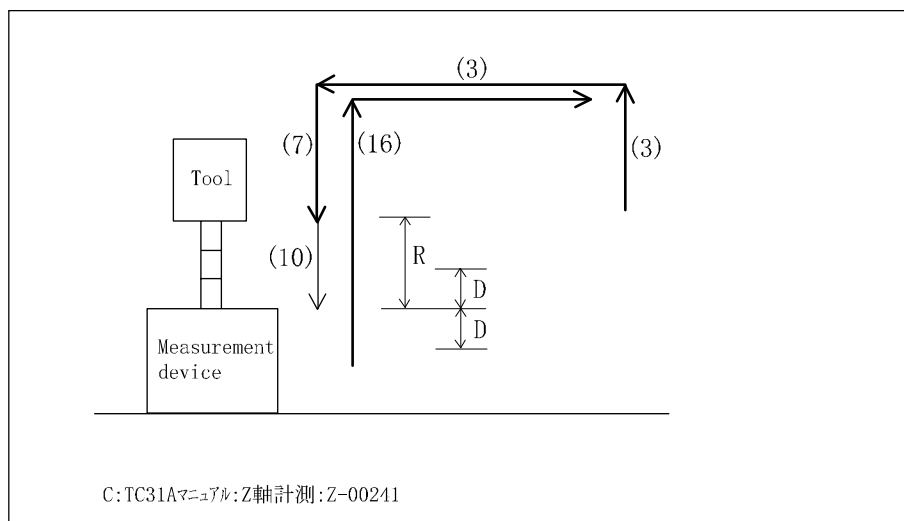 (3)
(7)
(16)
(3)
Tool
(10)
R
D
D
Measurement
device
C:TC31Aマニュアル:Z軸計測:Z-00241